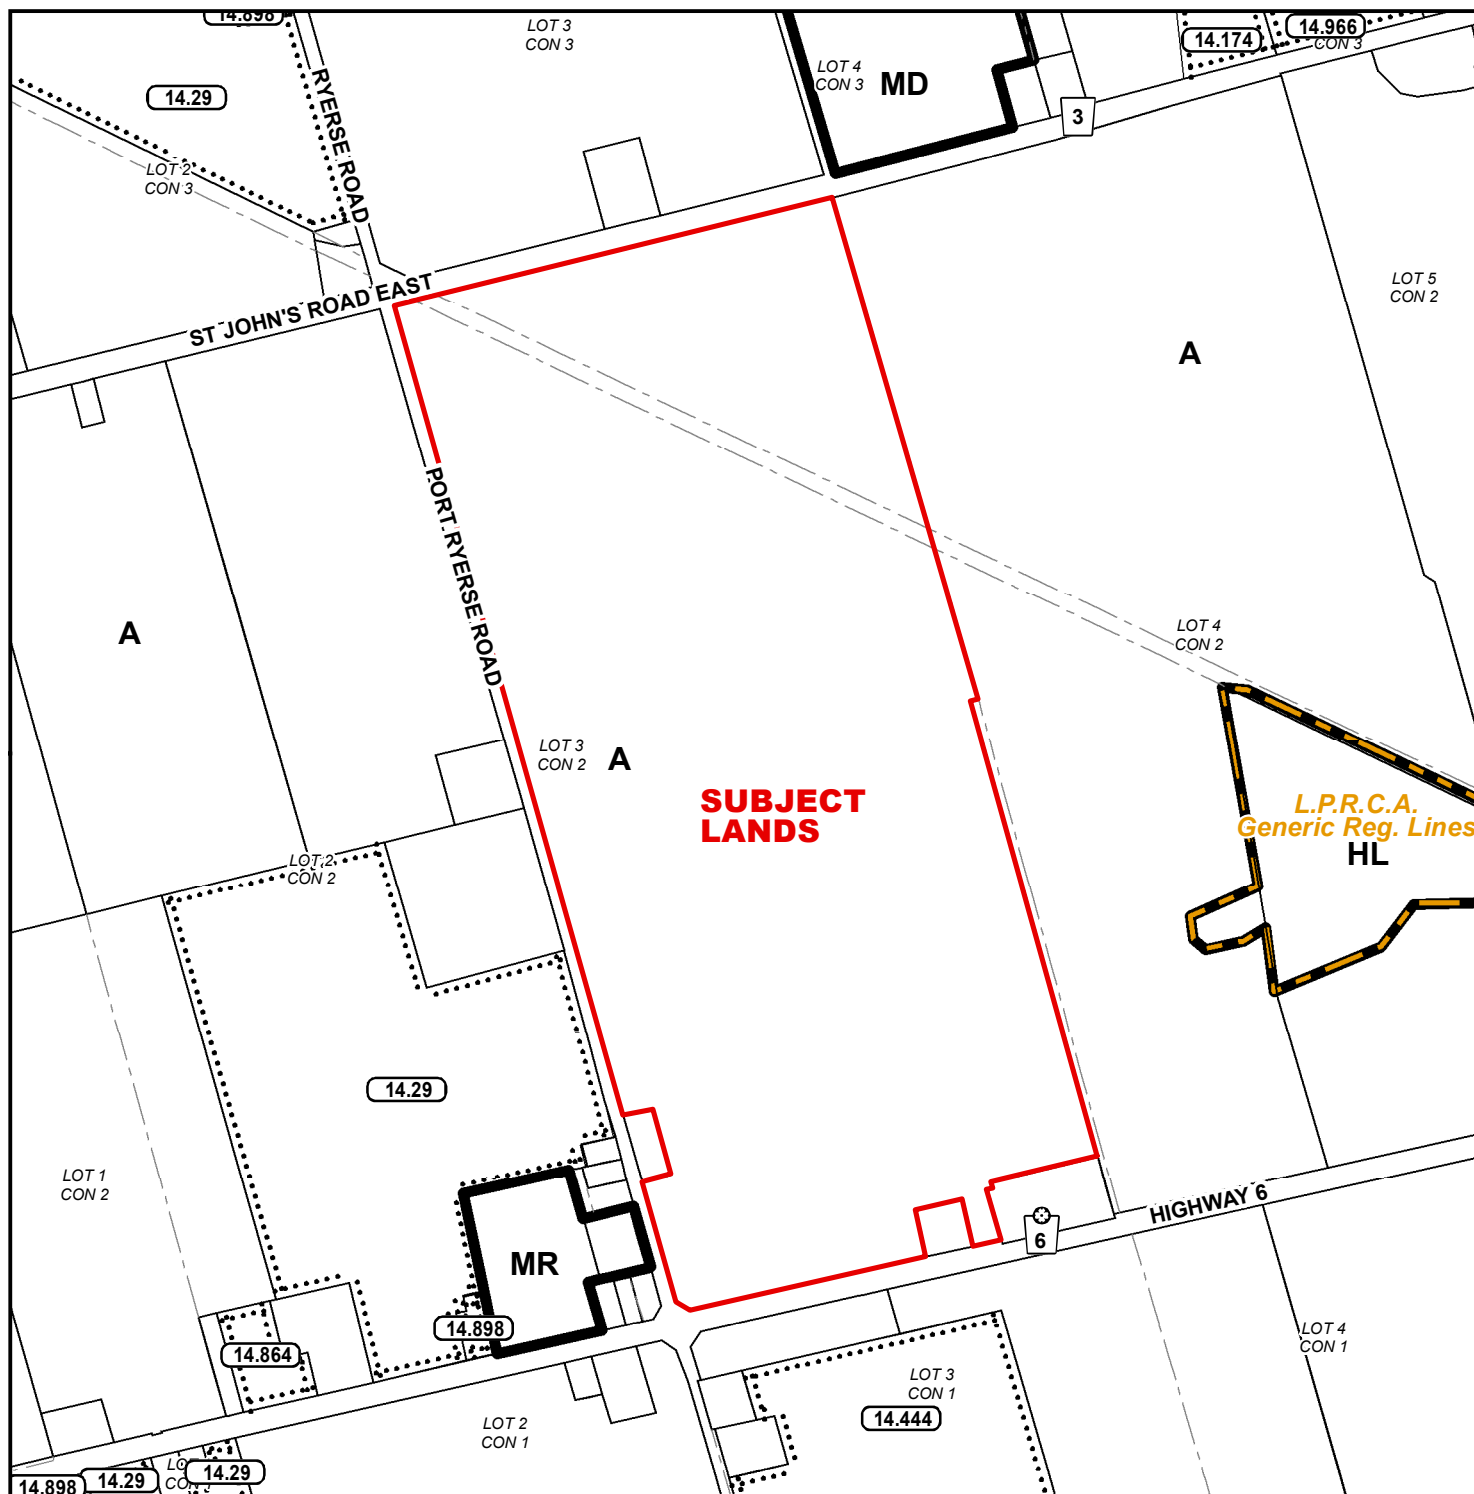 14.898
LOT 3
CON 3
14.966
CON 3
14.174
LOT 4
CON 3
MD
14.29
3
RYERSE ROAD
LOT 2
CON 3
LOT 5
CON 2
ST JOHN'S ROAD EAST
A
PORT RYERSE ROAD
A
LOT 4
CON 2
LOT 3
CON 2
A
SUBJECT
LANDS
L.P.R.C.A.
Generic Reg. Lines
HL
LOT 2
CON 2
14.29
LOT 1
CON 2
HIGHWAY 6
6
MR
14.898
14.864
LOT 4
CON 1
LOT 3
CON 1
14.444
LOT 2
CON 1
14.29
14.29
14.898